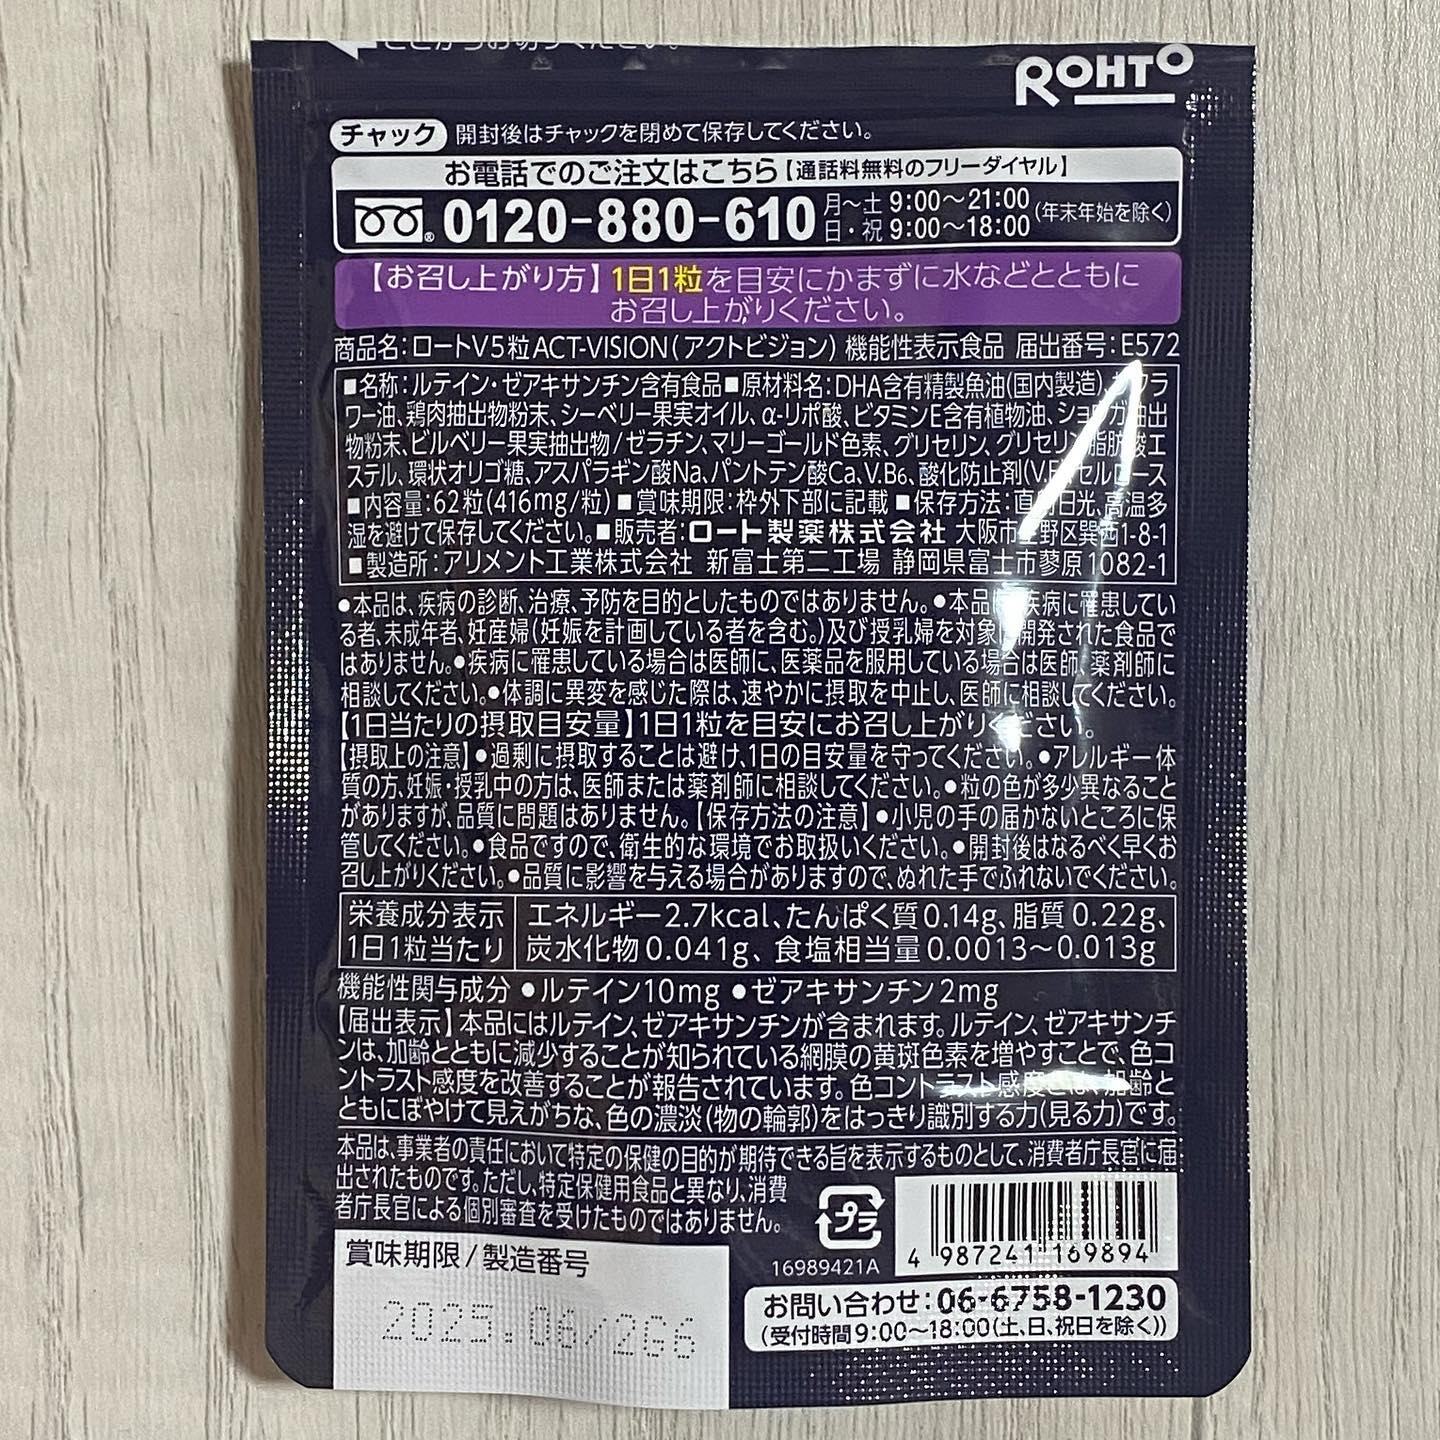 ROHTO
チャック 開封後はチャックを閉めて保存してください。
お電話でのご注文はこちら【通話料無料のフリーダイヤル】
0120-880-610 月～土 9:00～21:00 日・祝 9:00～18:00 (年末年始を除く)
【お召し上がり方】1日1粒を目安にかまずに水などとともに
お召し上がりください。
商品名:ロートV5粒ACT-VISION(アクトビジョン) 機能性表示食品 届出番号:E572
■名称:ルテイン・ゼアキサンチン含有食品■原材料名:DHA含有精製魚油(国内製造)、
ワー油、鶏肉抽出物粉末、シーベリー果実オイル、α-リポ酸、ビタミンE含有植物油、ショウガ抽出
物粉末、ビルベリー果実抽出物/ゼラチン、マリーゴールド色素、グリセリン、グリセリン脂肪酸エ
ステル、環状オリゴ糖、アスパラギン酸Na、パントテン酸Ca、V.B6、酸化防止剤(V.E)、セルロース
■内容量:62粒(416mg/粒)■賞味期限:枠外下部に記載■保存方法:直射日光、高温多
湿を避けて保存してください。■販売者:ロート製薬株式会社 大阪市生野区巽西1-8-1
■製造所:アリメント工業株式会社 新富士第二工場 静岡県富士市蓼原1082-1
●本品は、疾病の診断、治療、予防を目的としたものではありません。●本品は、疾病に罹患してい
る者、未成年者、妊産婦(妊娠を計画している者を含む。)及び授乳婦を対象に開発された食品で
はありません。●疾病に罹患している場合は医師に、医薬品を服用している場合は医師、薬剤師に
相談してください。●体調に異変を感じた際は、速やかに摂取を中止し、医師に相談してください。
【1日当たりの摂取目安量】1日1粒を目安にお召し上がりください。
【摂取上の注意】●過剰に摂取することは避け、1日の目安量を守ってください。●アレルギー体
質の方、妊娠・授乳中の方は、医師または薬剤師に相談してください。●粒の色が多少異なること
がありますが、品質に問題はありません。【保存方法の注意】●小児の手の届かないところに保
管してください。●食品ですので、衛生的な環境でお取扱いください。●開封後はなるべく早くお
召し上がりください。●品質に影響を与える場合がありますので、ぬれた手でふれないでください。
栄養成分表示 エネルギー2.7kcal、たんぱく質0.14g、脂質0.22g、
1日1粒当たり 炭水化物0.041g、食塩相当量0.0013～0.013g
機能性関与成分 ●ルテイン10mg ●ゼアキサンチン2mg
【届出表示】本品にはルテイン、ゼアキサンチンが含まれます。ルテイン、ゼアキサンチ
ンは、加齢とともに減少することが知られている網膜の黄斑色素を増やすことで、色コ
ントラスト感度を改善することが報告されています。色コントラスト感度とは、加齢と
ともにぼやけて見えがちな、色の濃淡(物の輪郭)をはっきり識別する力(見る力)です。
本品は、事業者の責任において特定の保健の目的が期待できる旨を表示するものとして、消費者庁長官に届
出されたものです。ただし、特定保健用食品と異なり、消費
者庁長官による個別審査を受けたものではありません。
プラ
16989421A
4 987241 169894
賞味期限/製造番号
2025.06/2G6
お問い合わせ:06-6758-1230
(受付時間9:00～18:00(土、日、祝日を除く))